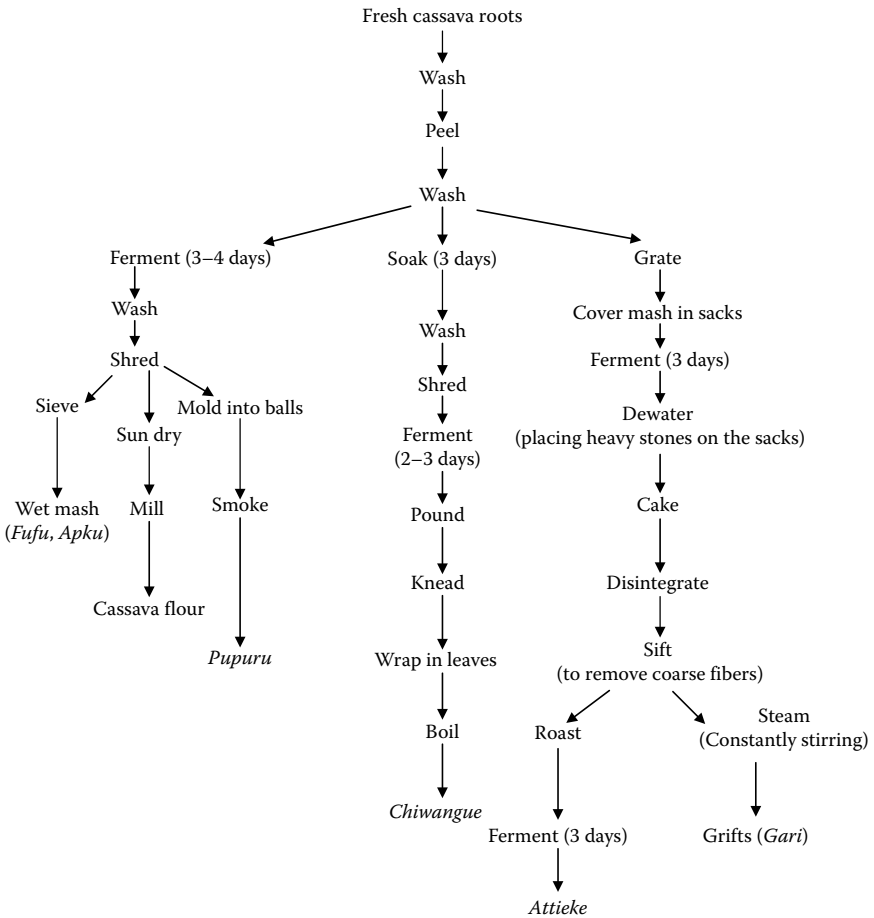 Fresh cassava roots
Wash
Peel
Wash
Ferment (3–4 days)
Wash
Shred
Sieve
Wet mash
(Fufu, Apku)
Sun dry
Mill
Cassava flour
Mold into balls
Smoke
Pupuru
Soak (3 days)
Wash
Shred
Ferment
(2–3 days)
Pound
Knead
Wrap in leaves
Boil
Chiwangue
Grate
Cover mash in sacks
Ferment (3 days)
Dewater
(placing heavy stones on the sacks)
Cake
Disintegrate
Sift
(to remove coarse fibers)
Roast
Ferment (3 days)
Attieke
Steam
(Constantly stirring)
Grifts (Gari)